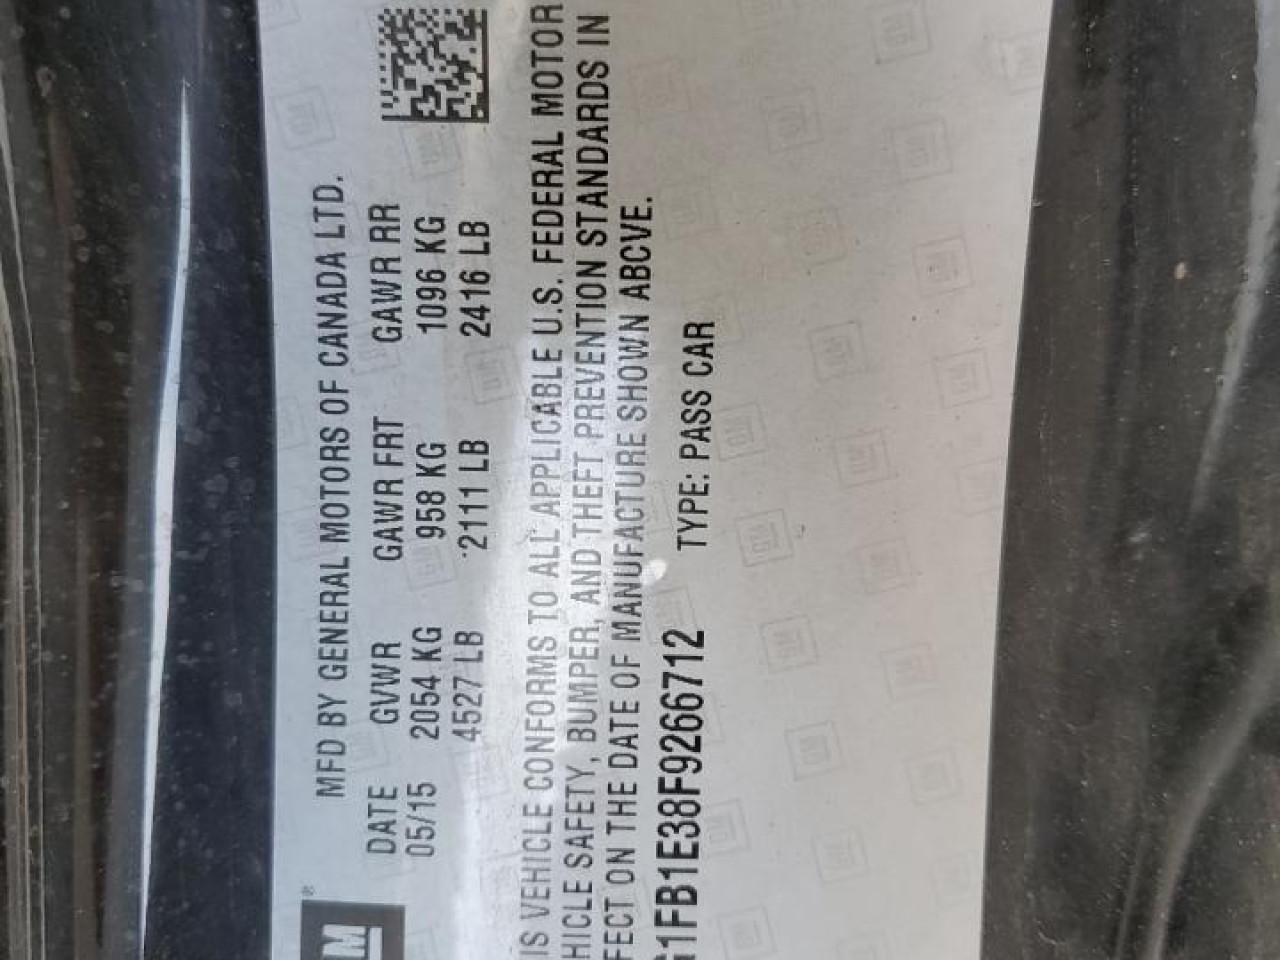 M ®
MFD BY GENERAL MOTORS OF CANADA LTD.
DATE GVWR GAWR FRT GAWR RR
05/15 2054 KG 958 KG 1096 KG
4527 LB 2111 LB 2416 LB
IS VEHICLE CONFORMS TO ALL APPLICABLE U.S. FEDERAL MOTOR
HICLE SAFETY, BUMPER, AND THEFT PREVENTION STANDARDS IN
FECT ON THE DATE OF MANUFACTURE SHOWN ABOVE.
G1FB1E38F9266712 TYPE: PASS CAR